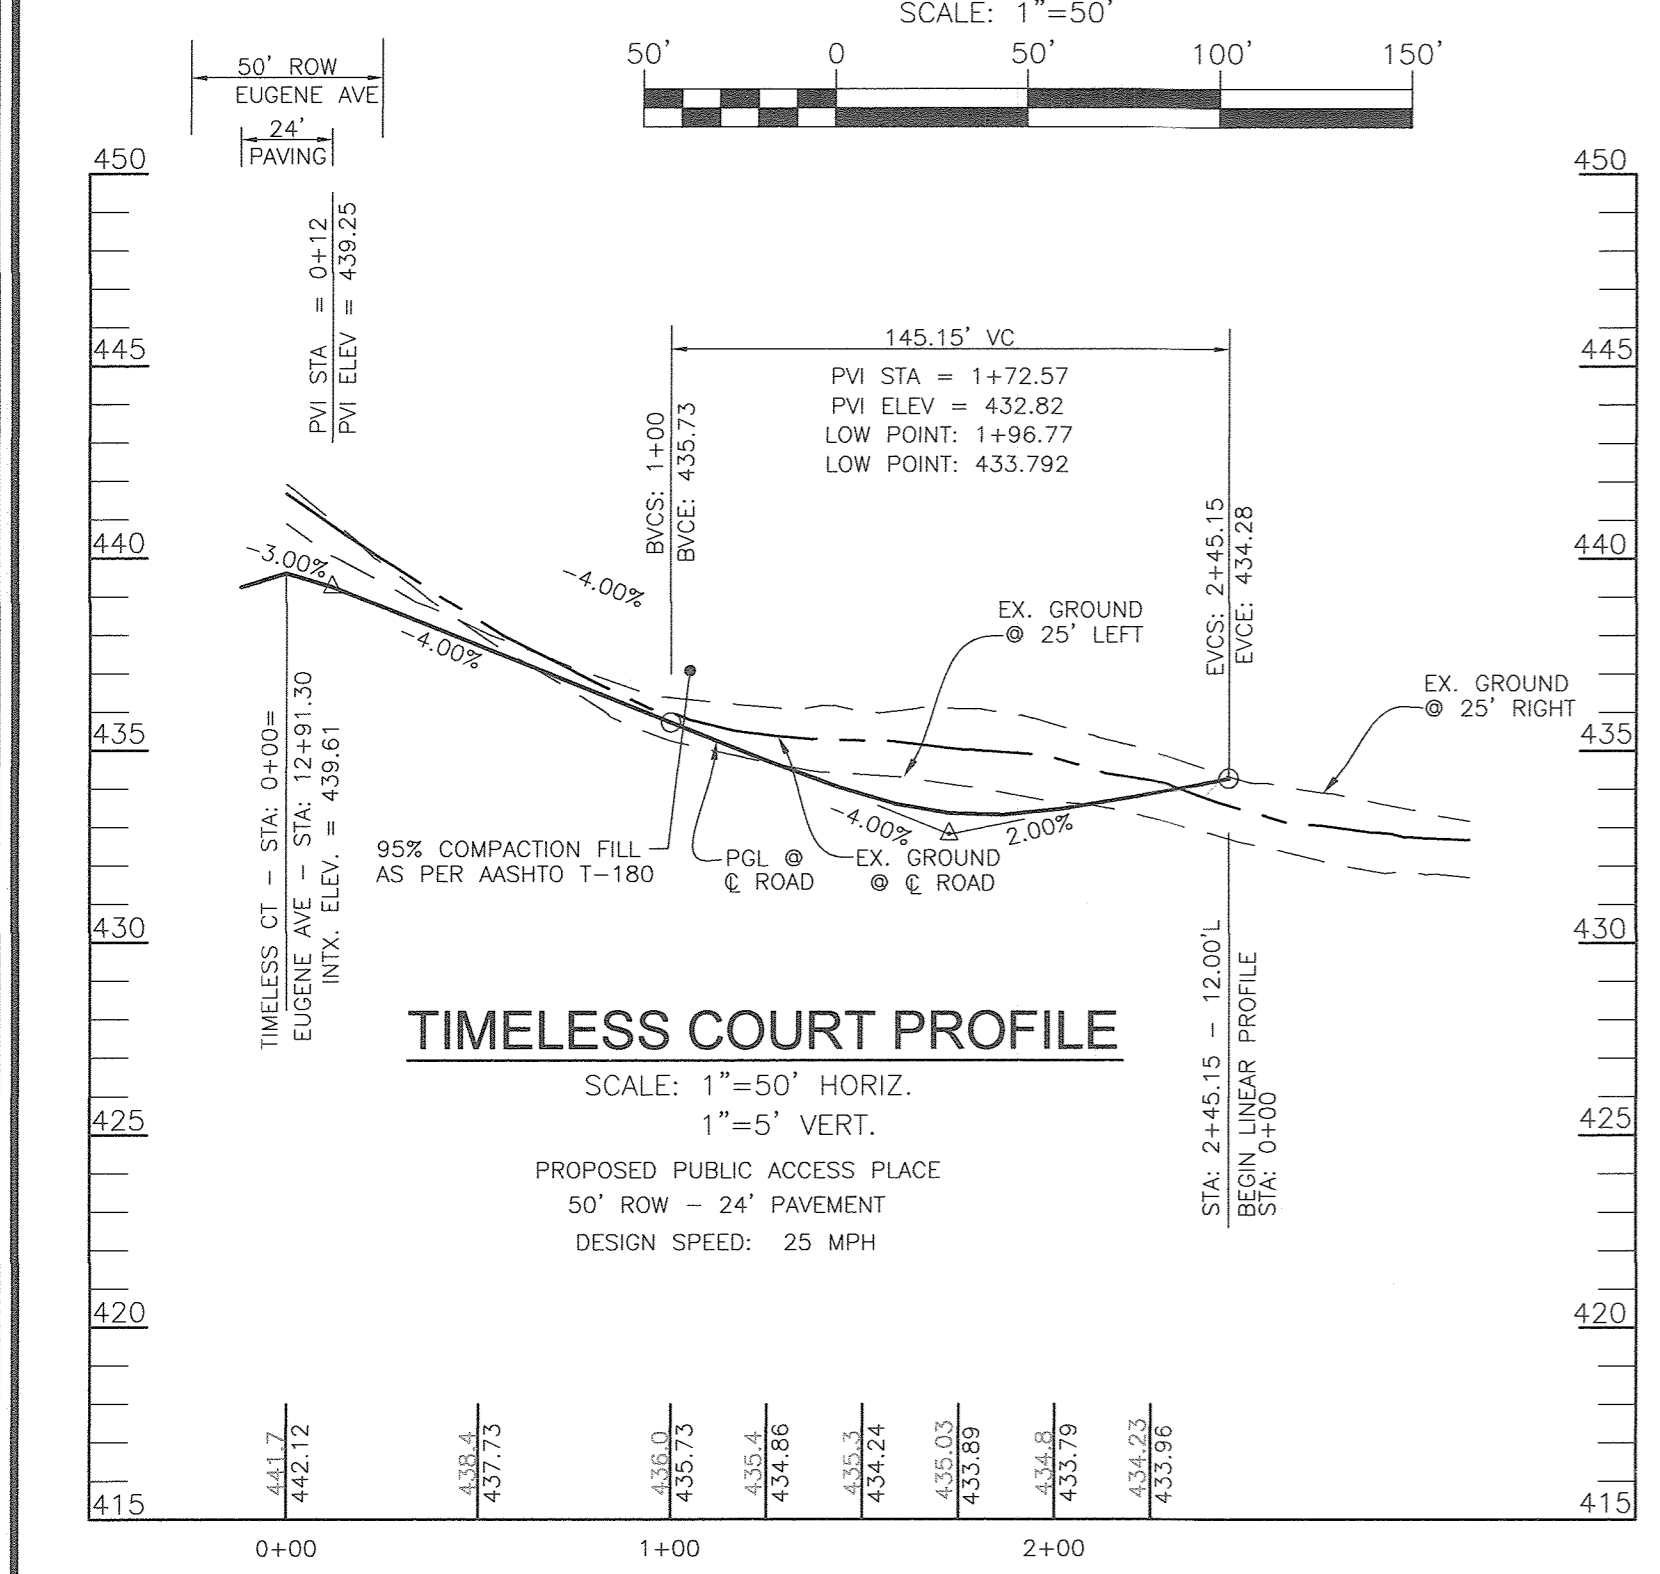 SCALE: 1"=50'
50' 0 50' 100' 150'
50' ROW
EUGENE AVE
24'
PAVING
450
450
PVI STA = 0+12
PVI ELEV = 439.25
445
445
145.15' VC
PVI STA = 1+72.57
PVI ELEV = 432.82
LOW POINT: 1+96.77
LOW POINT: 433.792
BVCS: 1+00
BVCE: 435.73
EVCS: 2+45.15
EVCE: 434.28
440
440
-3.00%
-4.00%
-4.00%
EX. GROUND
@ 25' LEFT
EX. GROUND
@ 25' RIGHT
435
435
-4.00%
2.00%
95% COMPACTION FILL
AS PER AASHTO T-180
PGL @
℄ ROAD
EX. GROUND
@ ℄ ROAD
TIMELESS CT - STA: 0+00=
EUGENE AVE - STA: 12+91.30
INTX. ELEV. = 439.61
430
430
STA: 2+45.15 - 12.00'L
BEGIN LINEAR PROFILE
STA: 0+00
TIMELESS COURT PROFILE
SCALE: 1"=50' HORIZ.
1"=5' VERT.
PROPOSED PUBLIC ACCESS PLACE
50' ROW - 24' PAVEMENT
DESIGN SPEED: 25 MPH
425
425
420
420
441.7
442.12
438.4
437.73
436.0
435.73
435.4
434.86
435.3
434.24
435.03
433.89
434.8
433.79
434.23
433.96
415
415
0+00 1+00 2+00